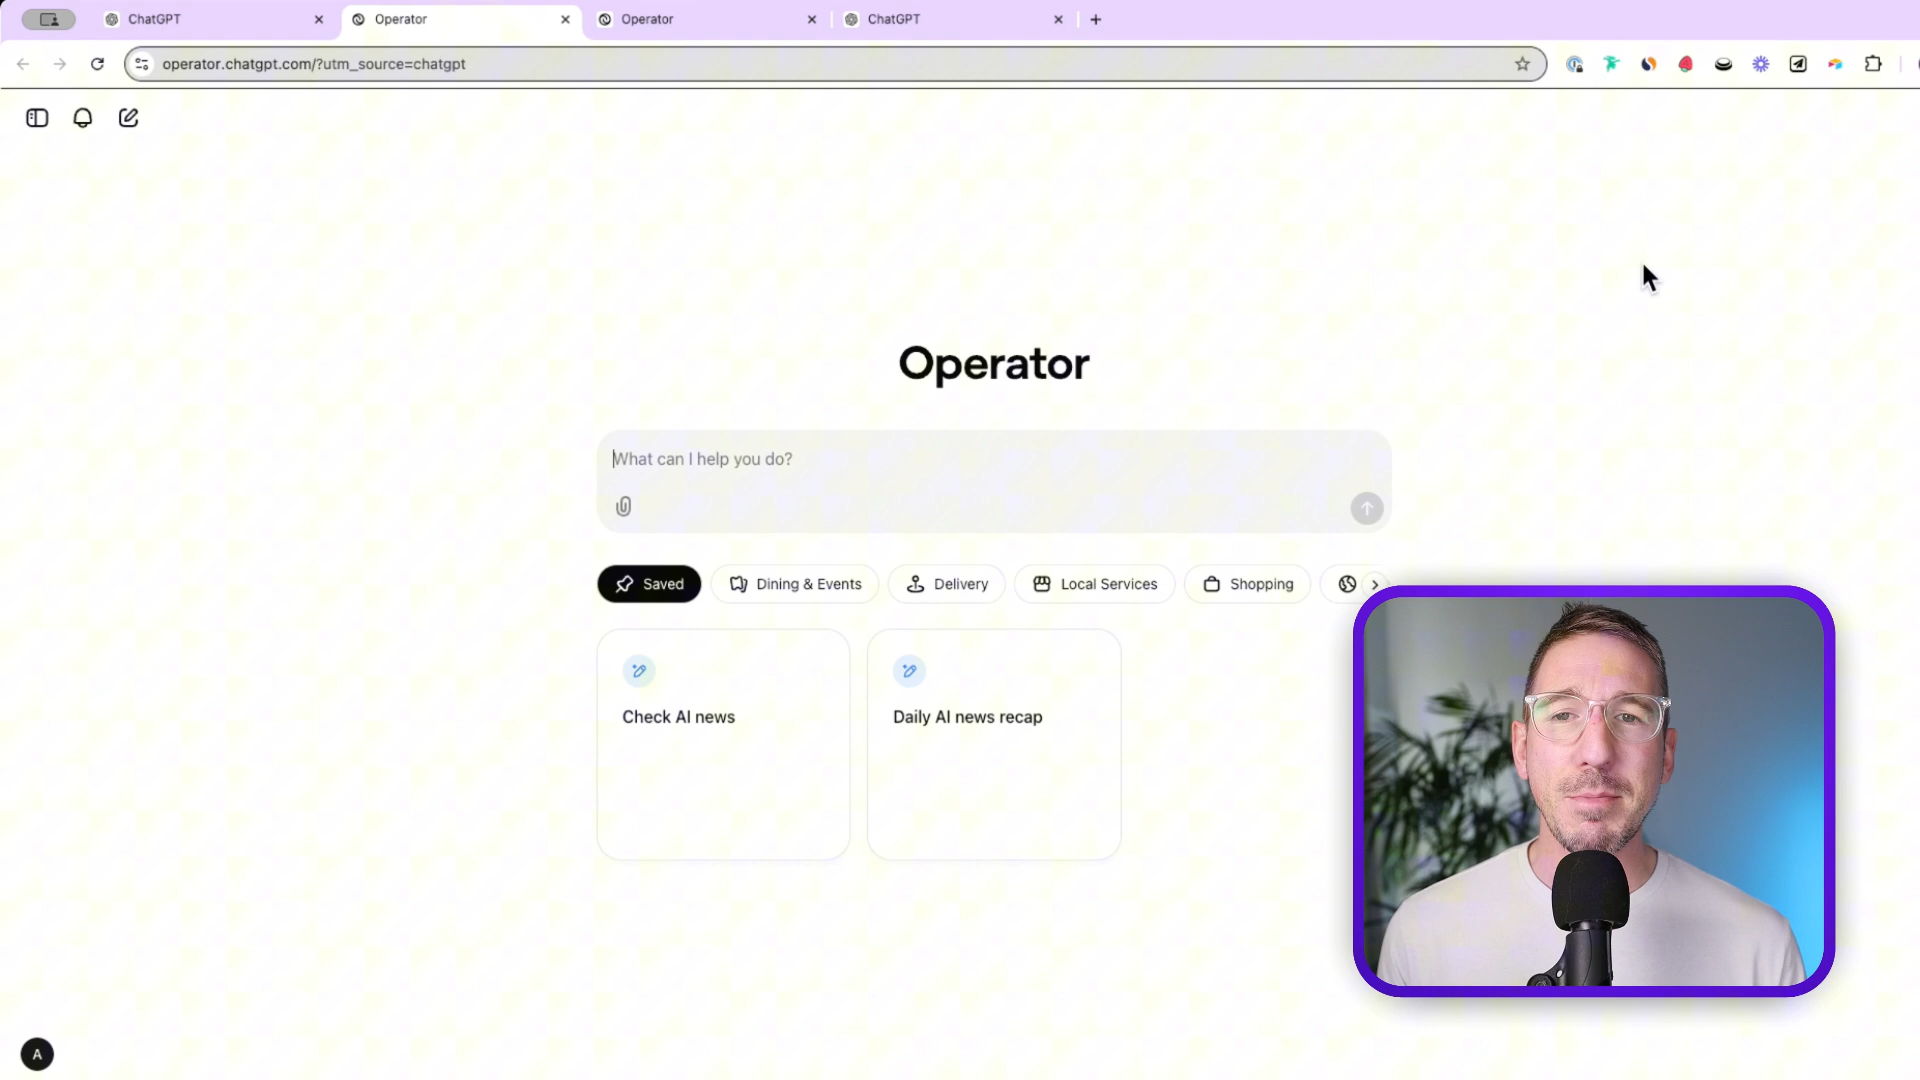 ChatGPT
Operator
Operator
ChatGPT
operator.chatgpt.com/?utm_source=chatgpt
Operator
What can I help you do?
Saved
Dining & Events
Delivery
Local Services
Shopping
Check AI news
Daily AI news recap
A